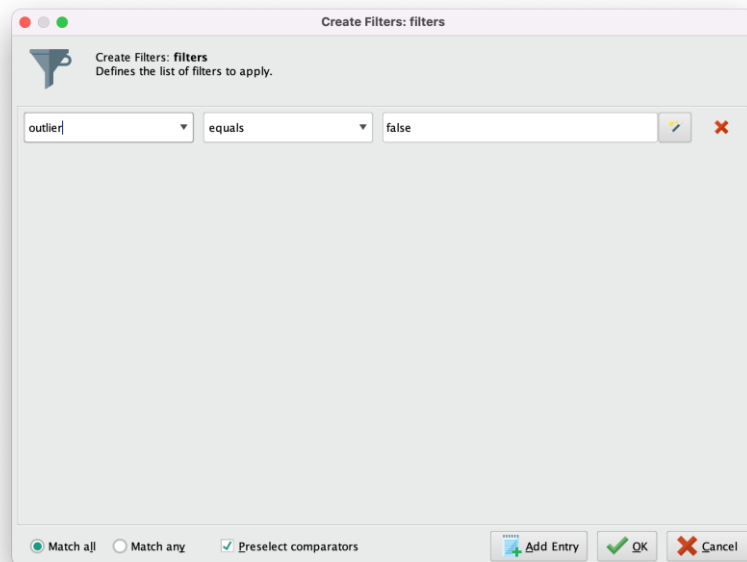 Create Filters: filters
Create Filters: filters
Defines the list of filters to apply.
outlier equals false
Match all Match any Preselect comparators Add Entry OK Cancel